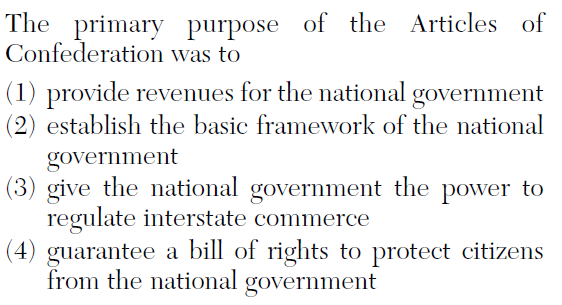 The primary purpose of the Articles of
Confederation was to
(1) provide revenues for the national government
(2) establish the basic framework of the national
government
(3) give the national government the power to
regulate interstate commerce
(4) guarantee a bill of rights to protect citizens
from the national government